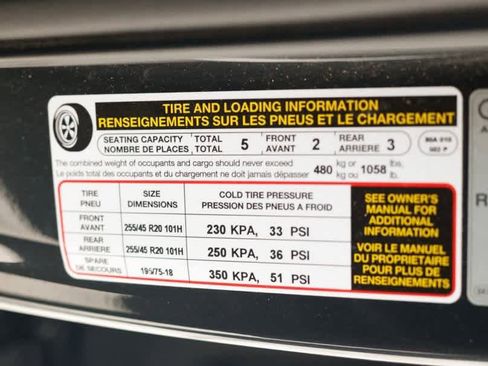 TIRE AND LOADING INFORMATION
RENSEIGNEMENTS SUR LES PNEUS ET LE CHARGEMENT
SEATING CAPACITY TOTAL 5 FRONT 2 REAR 3
NOMBRE DE PLACES TOTAL AVANT ARRIERE
The combined weight of occupants and cargo should never exceed 480 kg or 1058 lbs.
Le poids total des occupants et du chargement ne doit jamais dépasser kg ou lb.
TIRE SIZE COLD TIRE PRESSURE
PNEU DIMENSIONS PRESSION DES PNEUS A FROID
FRONT
AVANT 255/45 R20 101H 230 KPA, 33 PSI
REAR
ARRIERE 255/45 R20 101H 250 KPA, 36 PSI
SPARE
DE SECOURS 195/75-18 350 KPA, 51 PSI
SEE OWNER'S
MANUAL FOR
ADDITIONAL
INFORMATION
VOIR LE MANUEL
DU PROPRIETAIRE
POUR PLUS DE
RENSEIGNEMENTS